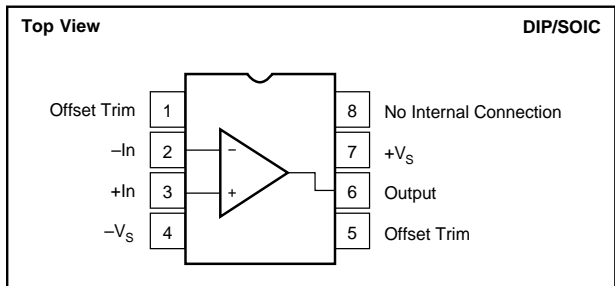 Top View
DIP/SOIC
Offset Trim 1
–In 2
+In 3
–VS 4
8 No Internal Connection
7 +VS
6 Output
5 Offset Trim
–
+